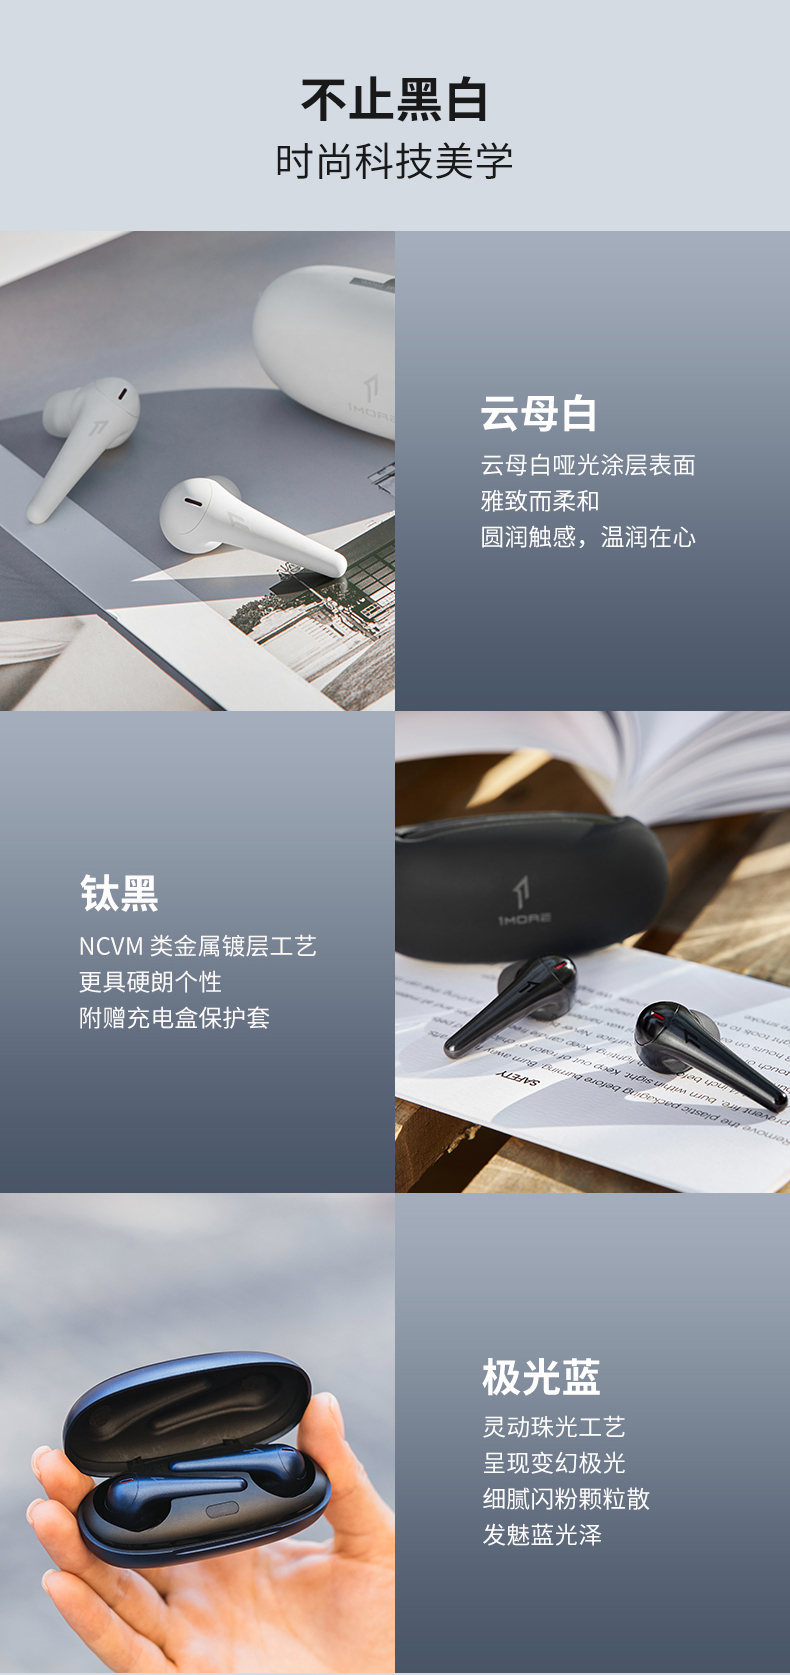 不止黑白
时尚科技美学
1MORE
云母白
云母白哑光涂层表面
雅致而柔和
圆润触感，温润在心
钛黑
NCVM 类金属镀层工艺
更具硬朗个性
附赠充电盒保护套
1MORE
SAFETY
极光蓝
灵动珠光工艺
呈现变幻极光
细腻闪粉颗粒散
发魅蓝光泽